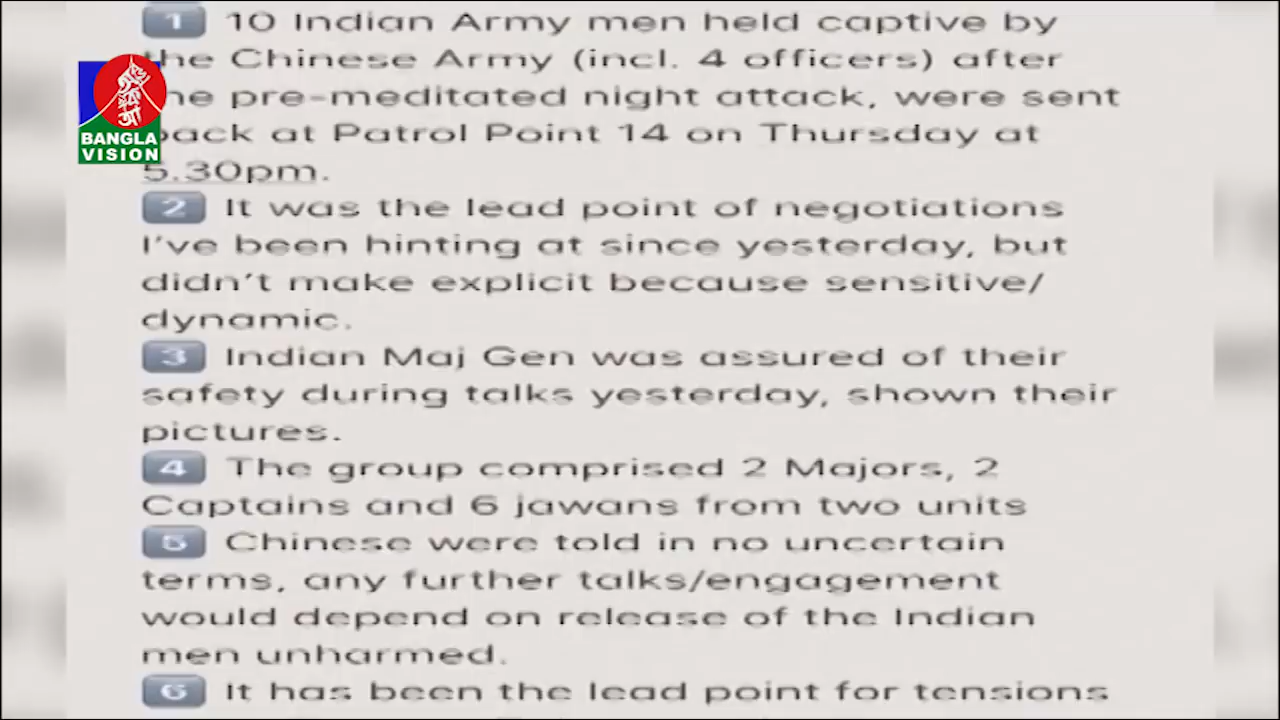 1 10 Indian Army men held captive by
the Chinese Army (incl. 4 officers) after
he pre-meditated night attack, were sent
back at Patrol Point 14 on Thursday at
5.30pm.
2 It was the lead point of negotiations
I've been hinting at since yesterday, but
didn't make explicit because sensitive/
dynamic.
3 Indian Maj Gen was assured of their
safety during talks yesterday, shown their
pictures.
4 The group comprised 2 Majors, 2
Captains and 6 jawans from two units
5 Chinese were told in no uncertain
terms, any further talks/engagement
would depend on release of the Indian
men unharmed.
6 It has been the lead point for tensions
BANGLA
VISION